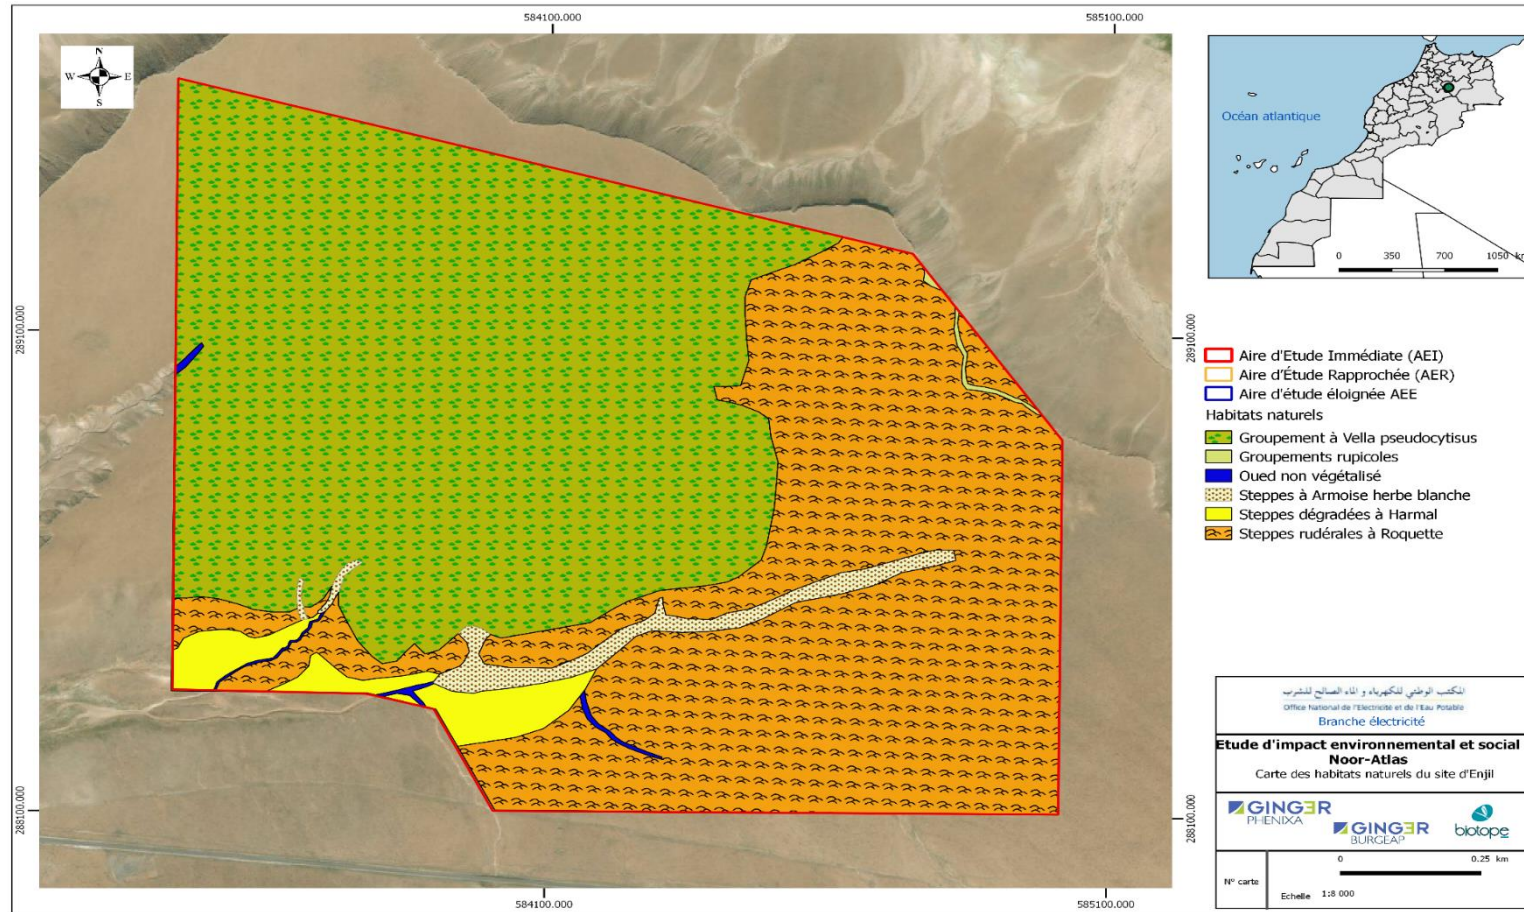 584100.000
585100.000
N
W
E
S
289100.000
289100.000
288100.000
288100.000
584100.000
585100.000
Océan atlantique
0 350 700 1050 km
Aire d'Etude Immédiate (AEI)
Aire d'Étude Rapprochée (AER)
Aire d'étude éloignée AEE
Habitats naturels
Groupement à Vella pseudocytisus
Groupements rupicoles
Oued non végétalisé
Steppes à Armoise herbe blanche
Steppes dégradées à Harmal
Steppes rudérales à Roquette
المكتب الوطني للكهرباء و الماء الصالح للشرب
Office National de l'Electricité et de l'Eau Potable
Branche électricité
Etude d'impact environnemental et social
Noor-Atlas
Carte des habitats naturels du site d'Enjil
GINGER
PHENIXA
GINGER
BURGEAP
biotope
N° carte
0 0.25 km
Echelle 1:8 000